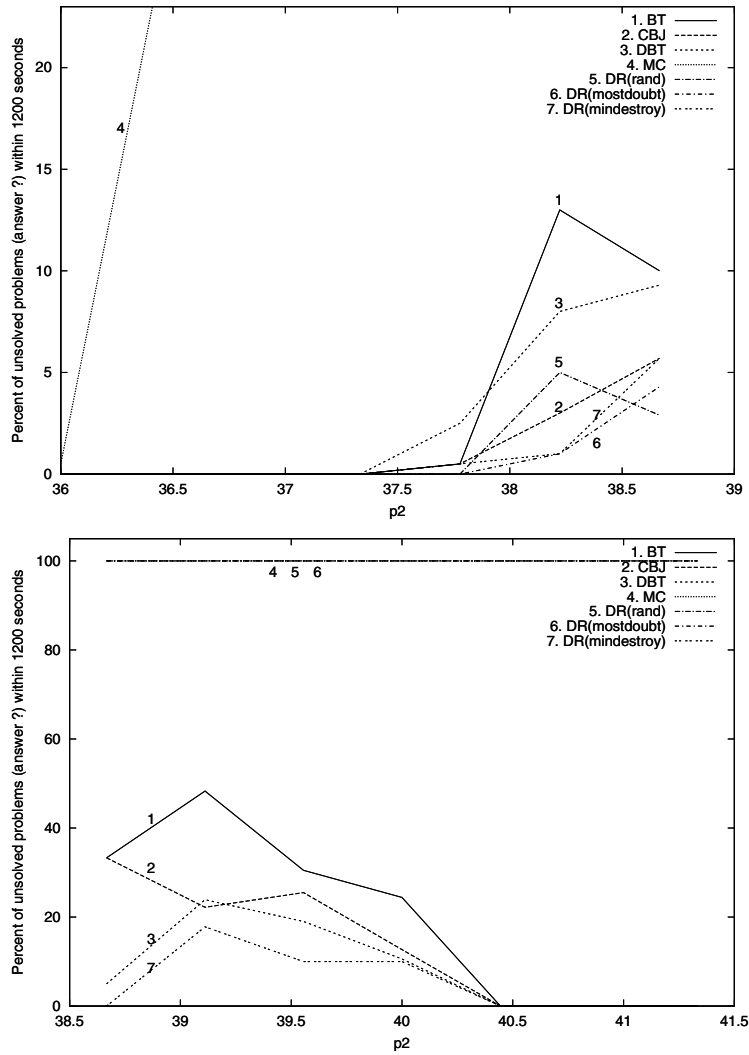 Percent of unsolved problems (answer ?) within 1200 seconds
20
15
10
5
0
1. BT
2. CBJ
3. DBT
4. MC
5. DR(rand)
6. DR(mostdoubt)
7. DR(mindestroy)
4
1
3
5
2
7
6
36
36.5
37
37.5
38
38.5
39
p2
Percent of unsolved problems (answer ?) within 1200 seconds
100
80
60
40
20
0
1. BT
2. CBJ
3. DBT
4. MC
5. DR(rand)
6. DR(mostdoubt)
7. DR(mindestroy)
4 5 6
1
2
3
7
38.5
39
39.5
40
40.5
41
41.5
p2